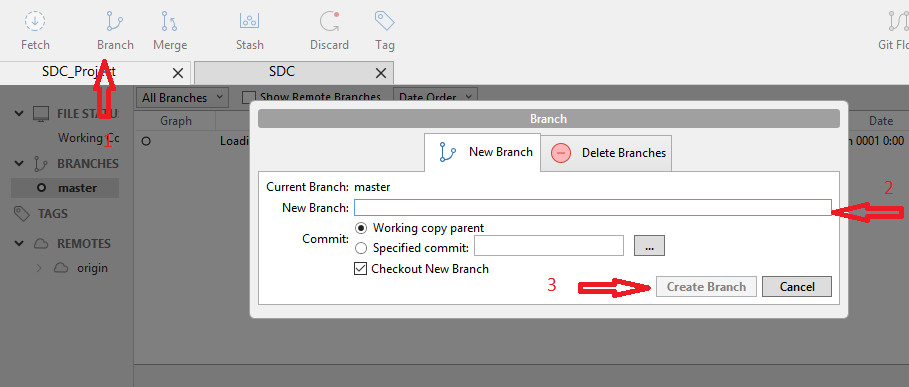 Fetch Branch Merge Stash Discard Tag Git Flo
SDC_Project SDC
All Branches Show Remote Branches Date Order
Graph Date
FILE STATUS
1
Working Co
Loadi
n 0001 0:00
BRANCHES
master
TAGS
REMOTES
origin
Branch
New Branch Delete Branches
Current Branch: master
2
New Branch:
Commit: Working copy parent
Specified commit: ...
Checkout New Branch
3 Create Branch Cancel